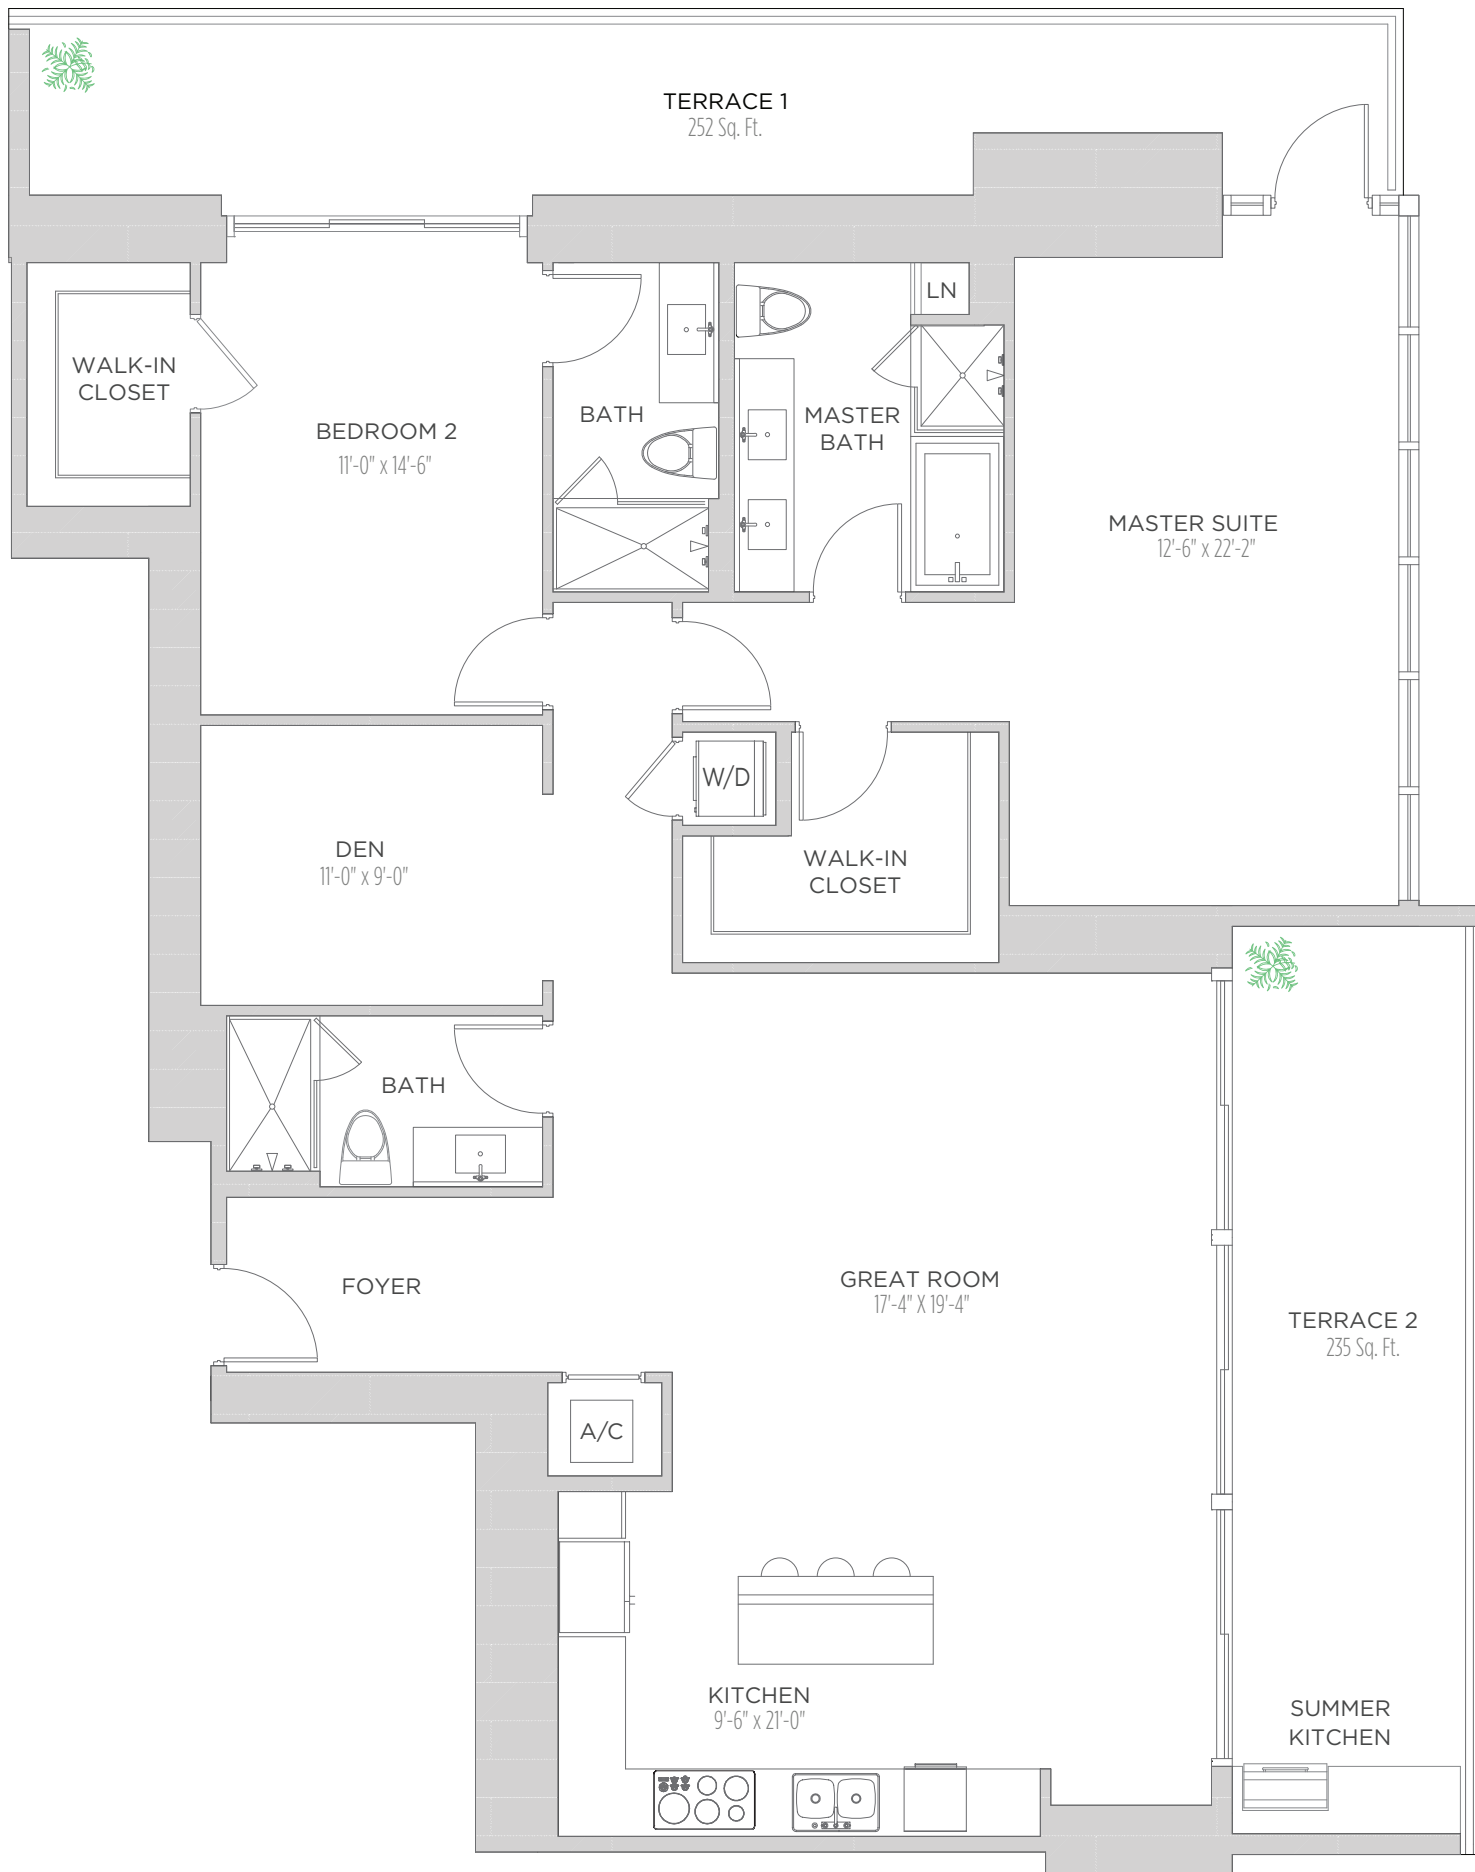 TERRACE 1
252 Sq. Ft.
LN
WALK-IN
CLOSET
BEDROOM 2
11'-0" x 14'-6"
BATH
MASTER
BATH
MASTER SUITE
12'-6" x 22'-2"
W/D
DEN
11'-0" x 9'-0"
WALK-IN
CLOSET
BATH
FOYER
GREAT ROOM
17'-4" X 19'-4"
TERRACE 2
235 Sq. Ft.
A/C
KITCHEN
9'-6" x 21'-0"
SUMMER
KITCHEN